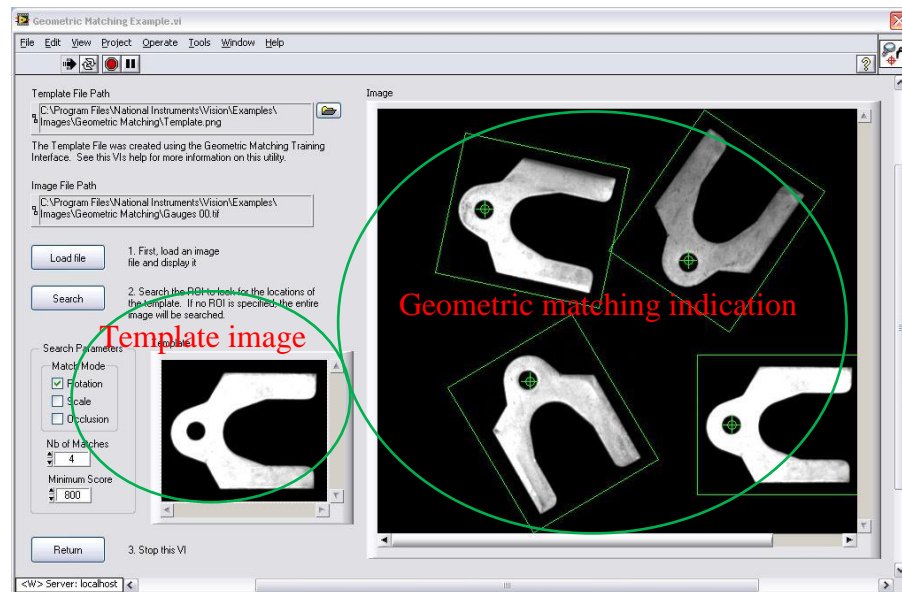 Geometric Matching Example.vi
File Edit View Project Operate Tools Window Help
Template File Path
C:\Program Files\National Instruments\Vision\Examples\
Images\Geometric Matching\Template.png
The Template File was created using the Geometric Matching Training
Interface. See this VIs help for more information on this utility.
Image File Path
C:\Program Files\National Instruments\Vision\Examples\
Images\Geometric Matching\Gauges 00.tif
Load file
1. First, load an image
file and display it
Search
2. Search the ROI to look for the locations of
the template. If no ROI is specified, the entire
image will be searched.
Template image
Search Parameters
Template
Match Mode
Rotation
Scale
Occlusion
Nb of Matches
4
Minimum Score
800
Return
3. Stop this VI
Image
Geometric matching indication
<W> Server: localhost